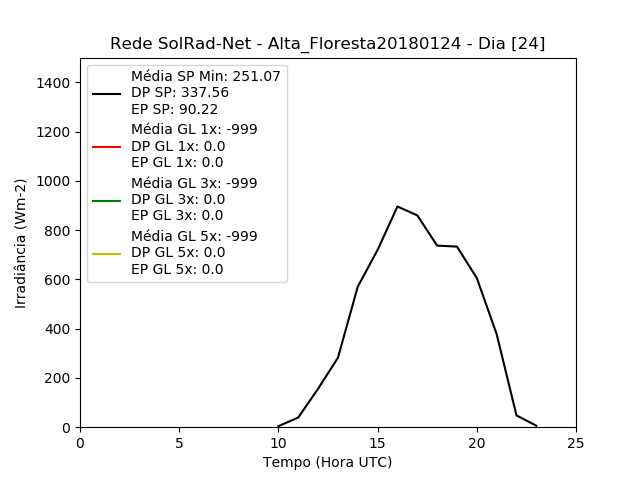 Rede SolRad-Net - Alta_Floresta20180124 - Dia [24]
Média SP Min: 251.07
DP SP: 337.56
EP SP: 90.22
Média GL 1x: -999
DP GL 1x: 0.0
EP GL 1x: 0.0
Média GL 3x: -999
DP GL 3x: 0.0
EP GL 3x: 0.0
Média GL 5x: -999
DP GL 5x: 0.0
EP GL 5x: 0.0
Irradiância (Wm-2)
1400
1200
1000
800
600
400
200
0
0 5 10 15 20 25
Tempo (Hora UTC)